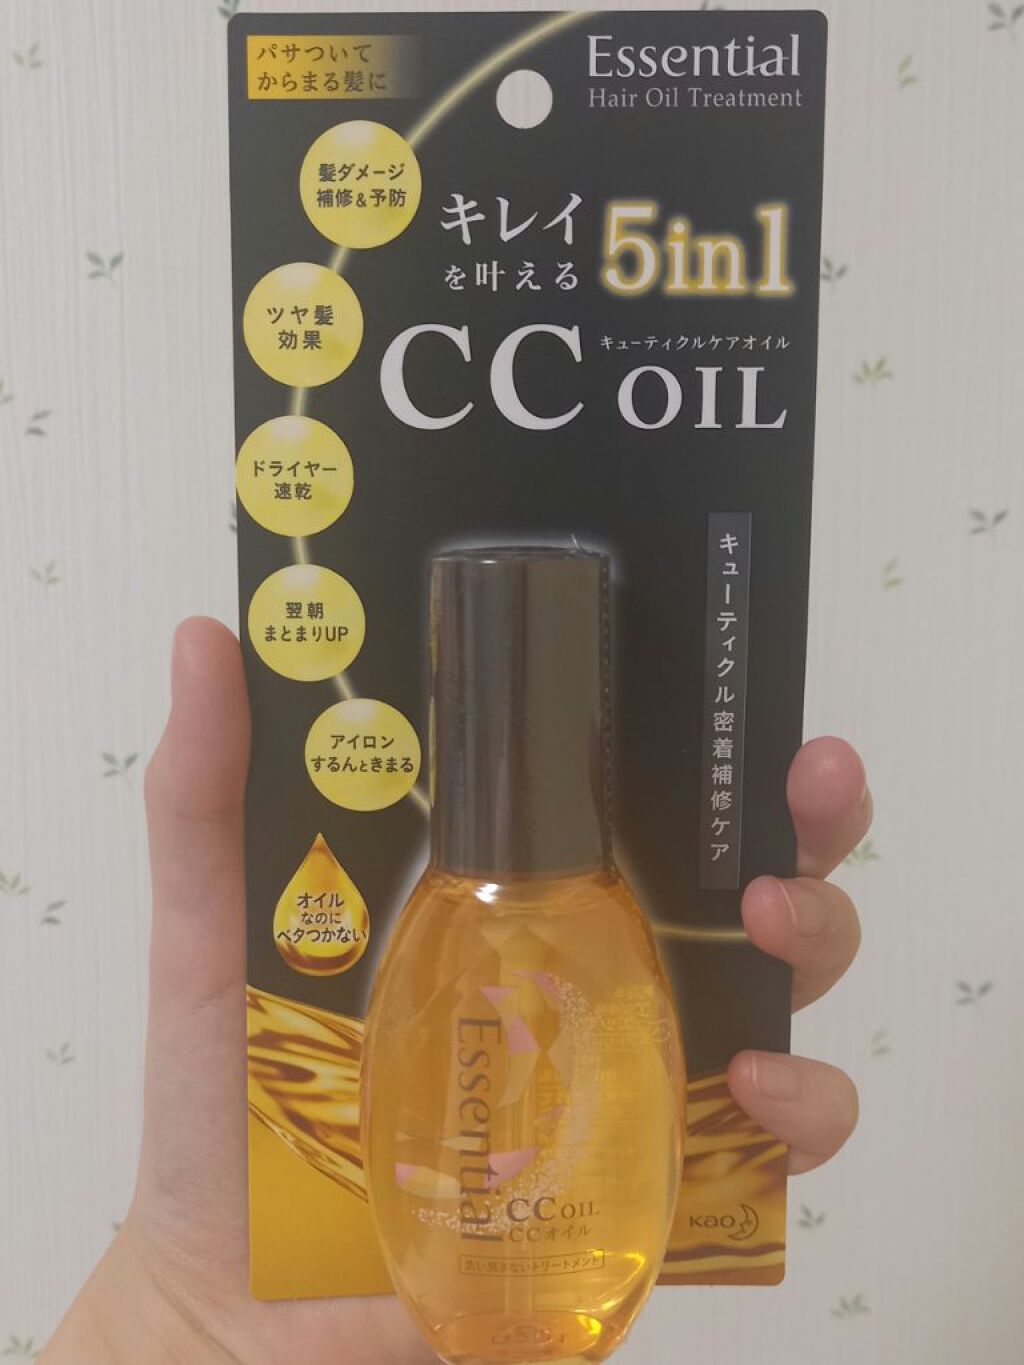 パサついて
からまる髪に
Essential
Hair Oil Treatment
髪ダメージ
補修&予防
キレイ
を叶える
5in1
ツヤ髪
効果
CC OIL
キューティクルケアオイル
ドライヤー
速乾
翌朝
まとまりUP
アイロン
するんときまる
キューティクル密着補修ケア
オイル
なのに
ベタつかない
Essential
CC OIL
CCオイル
洗い流さないトリートメント
Kao